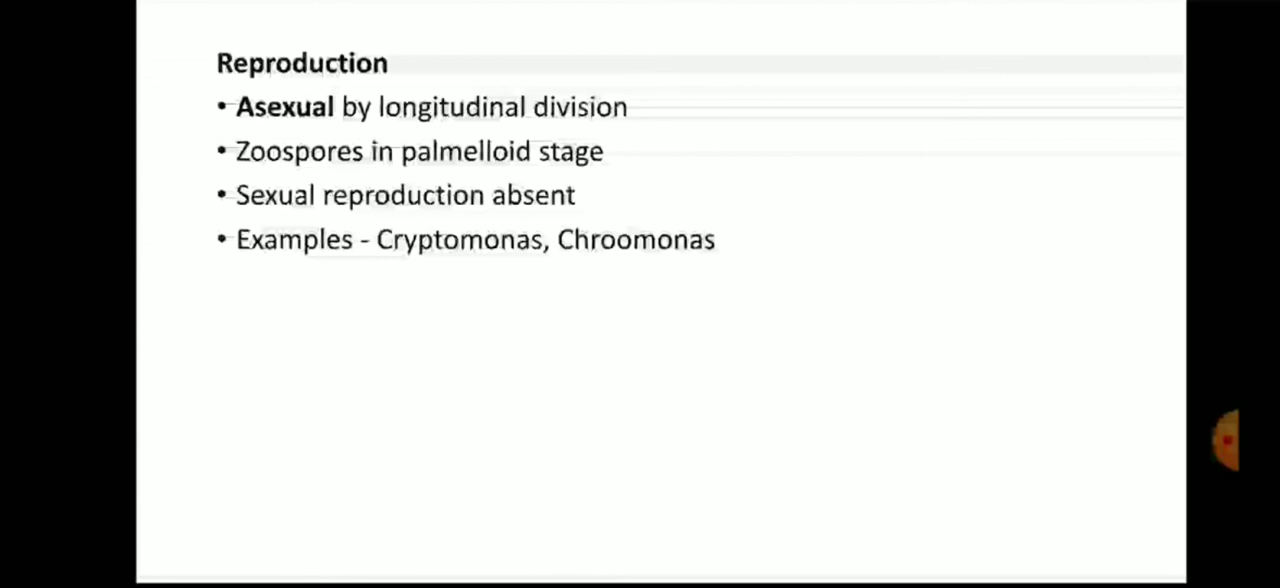 Reproduction
• Asexual by longitudinal division
• Zoospores in palmelloid stage
• Sexual reproduction absent
• Examples - Cryptomonas, Chroomonas